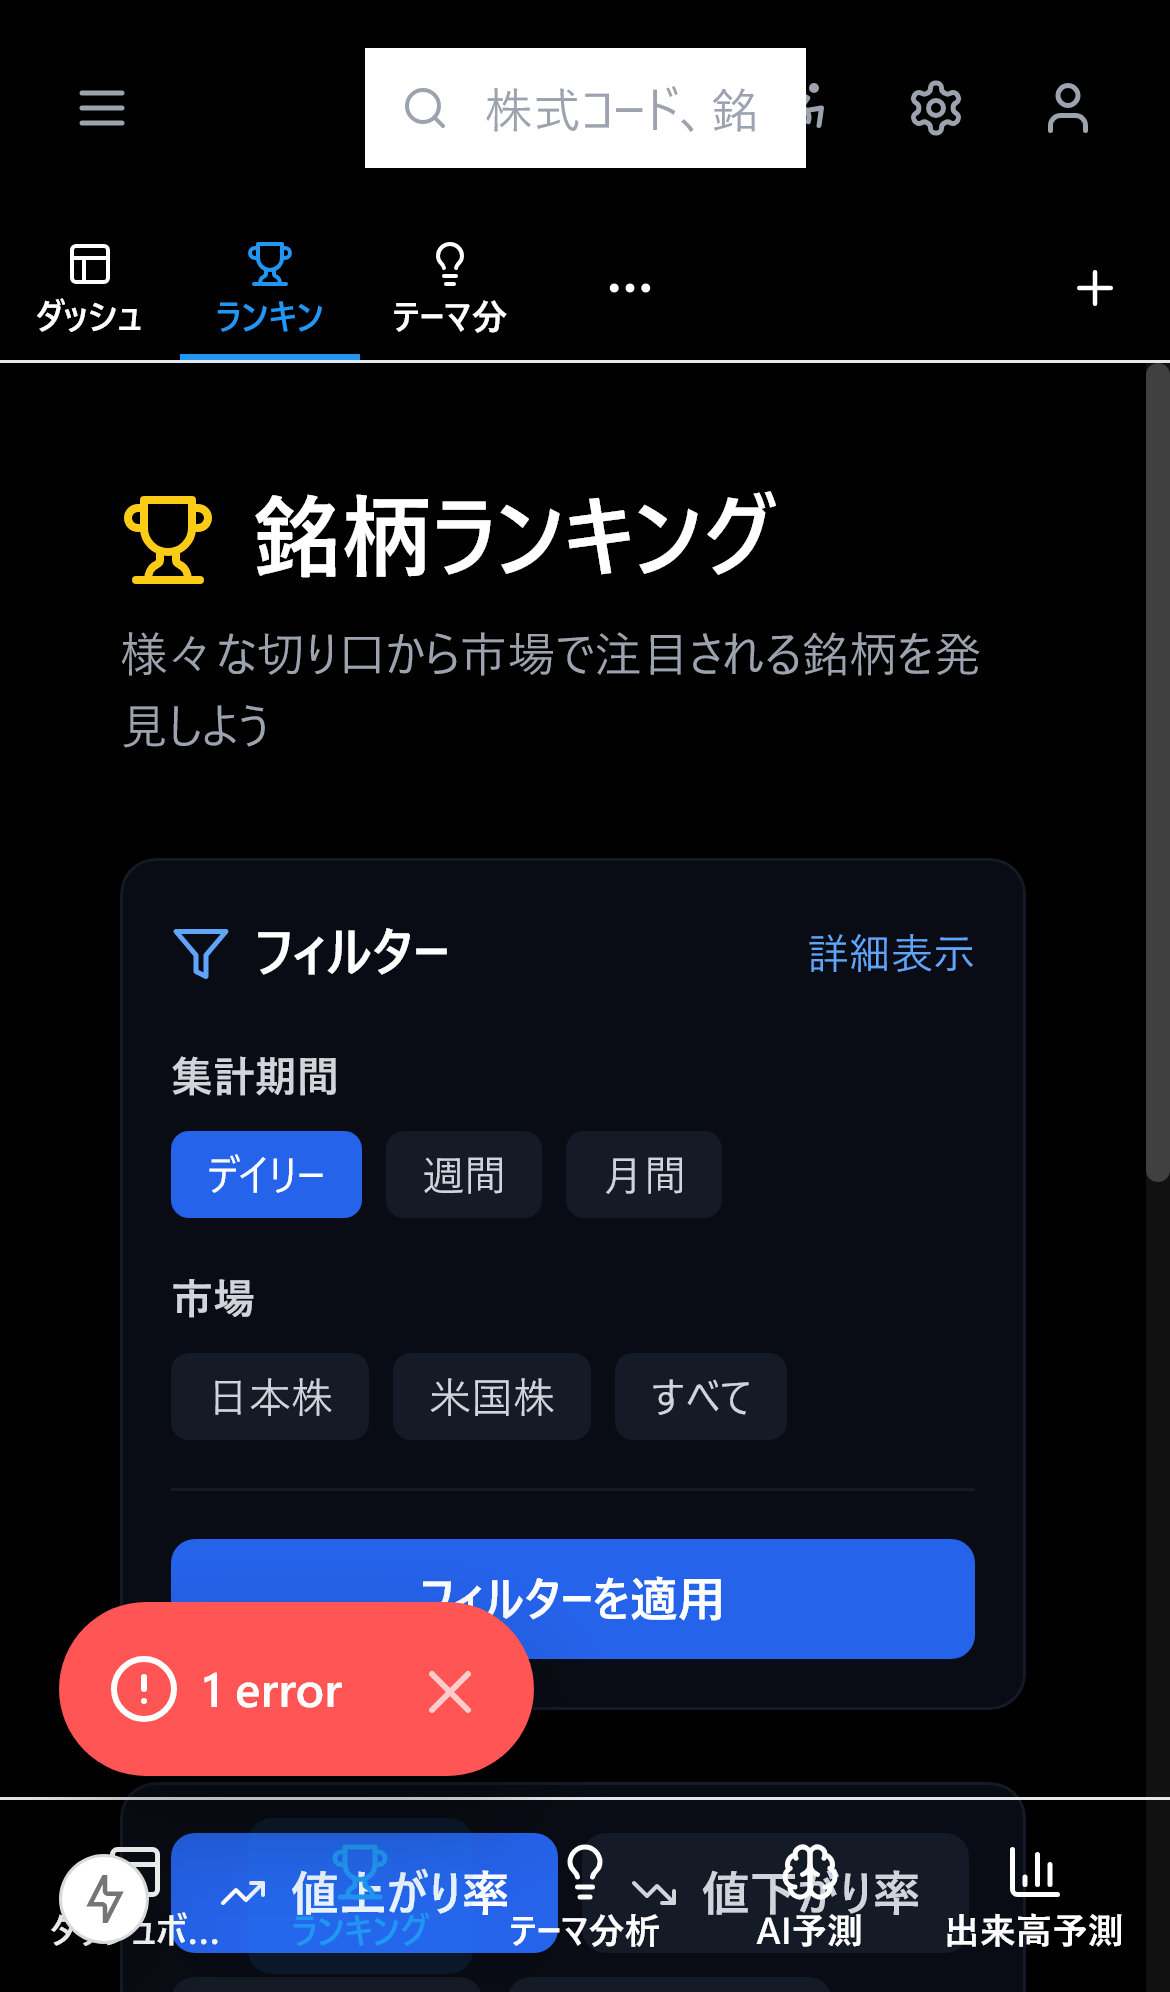 株式コード、銘
ダッシュ
ランキン
テーマ分
銘柄ランキング
様々な切り口から市場で注目される銘柄を発
見しよう
フィルター
詳細表示
集計期間
デイリー
週間
月間
市場
日本株
米国株
すべて
フィルターを適用
1 error
値上がり率
値下がり率
ランキング
テーマ分析
AI予測
出来高予測